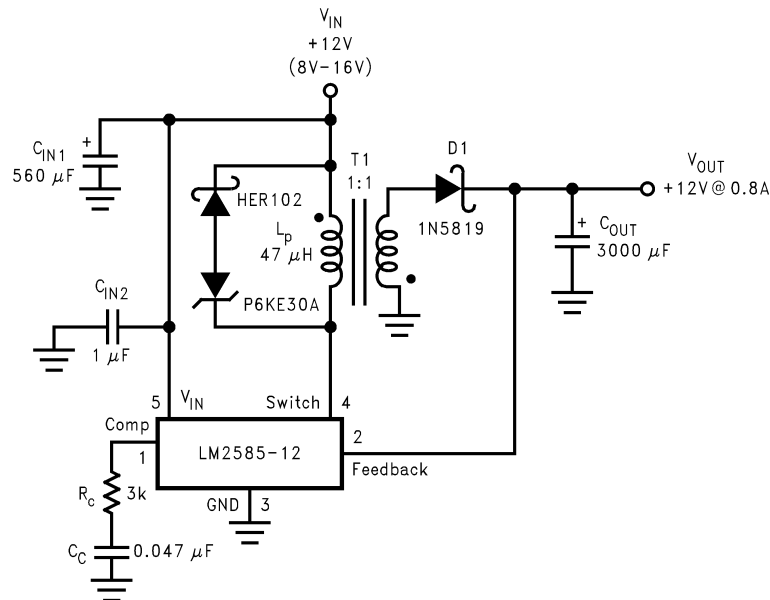 V_IN
+12V
(8V–16V)
C_IN1
+
560 μF
HER102
T1
1:1
D1
1N5819
V_OUT
+12V @ 0.8A
+
C_OUT
3000 μF
L_p
47 μH
P6KE30A
C_IN2
1 μF
5
V_IN
Switch
4
Comp
1
LM2585-12
2
Feedback
GND
3
R_c
3k
C_C
0.047 μF